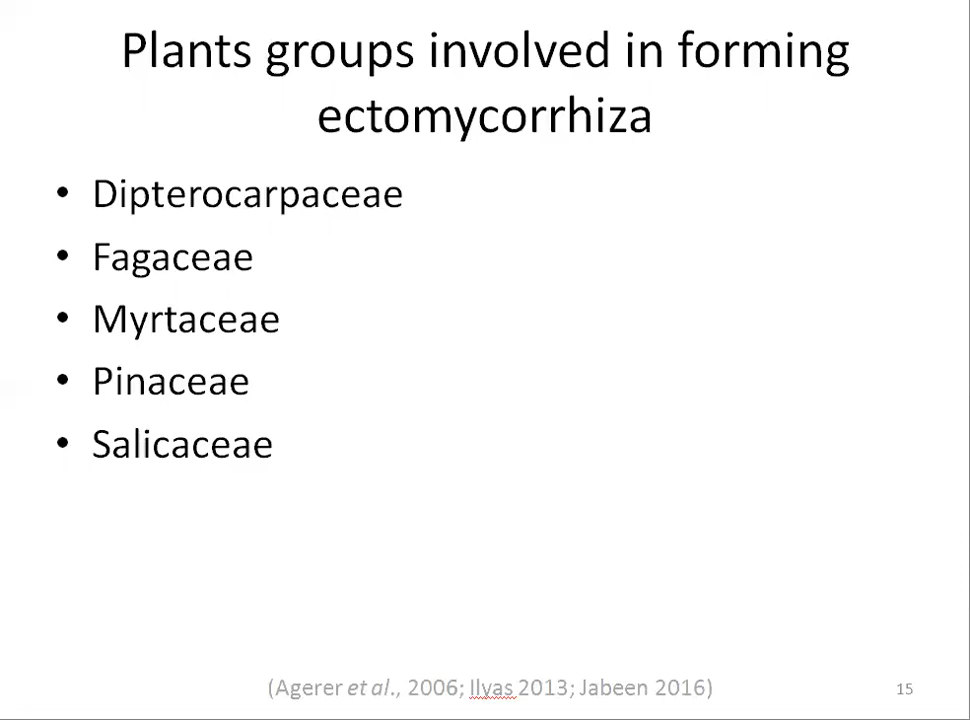 Plants groups involved in forming
ectomycorrhiza
• Dipterocarpaceae
• Fagaceae
• Myrtaceae
• Pinaceae
• Salicaceae
(Agerer et al., 2006; Ilyas 2013; Jabeen 2016)
15